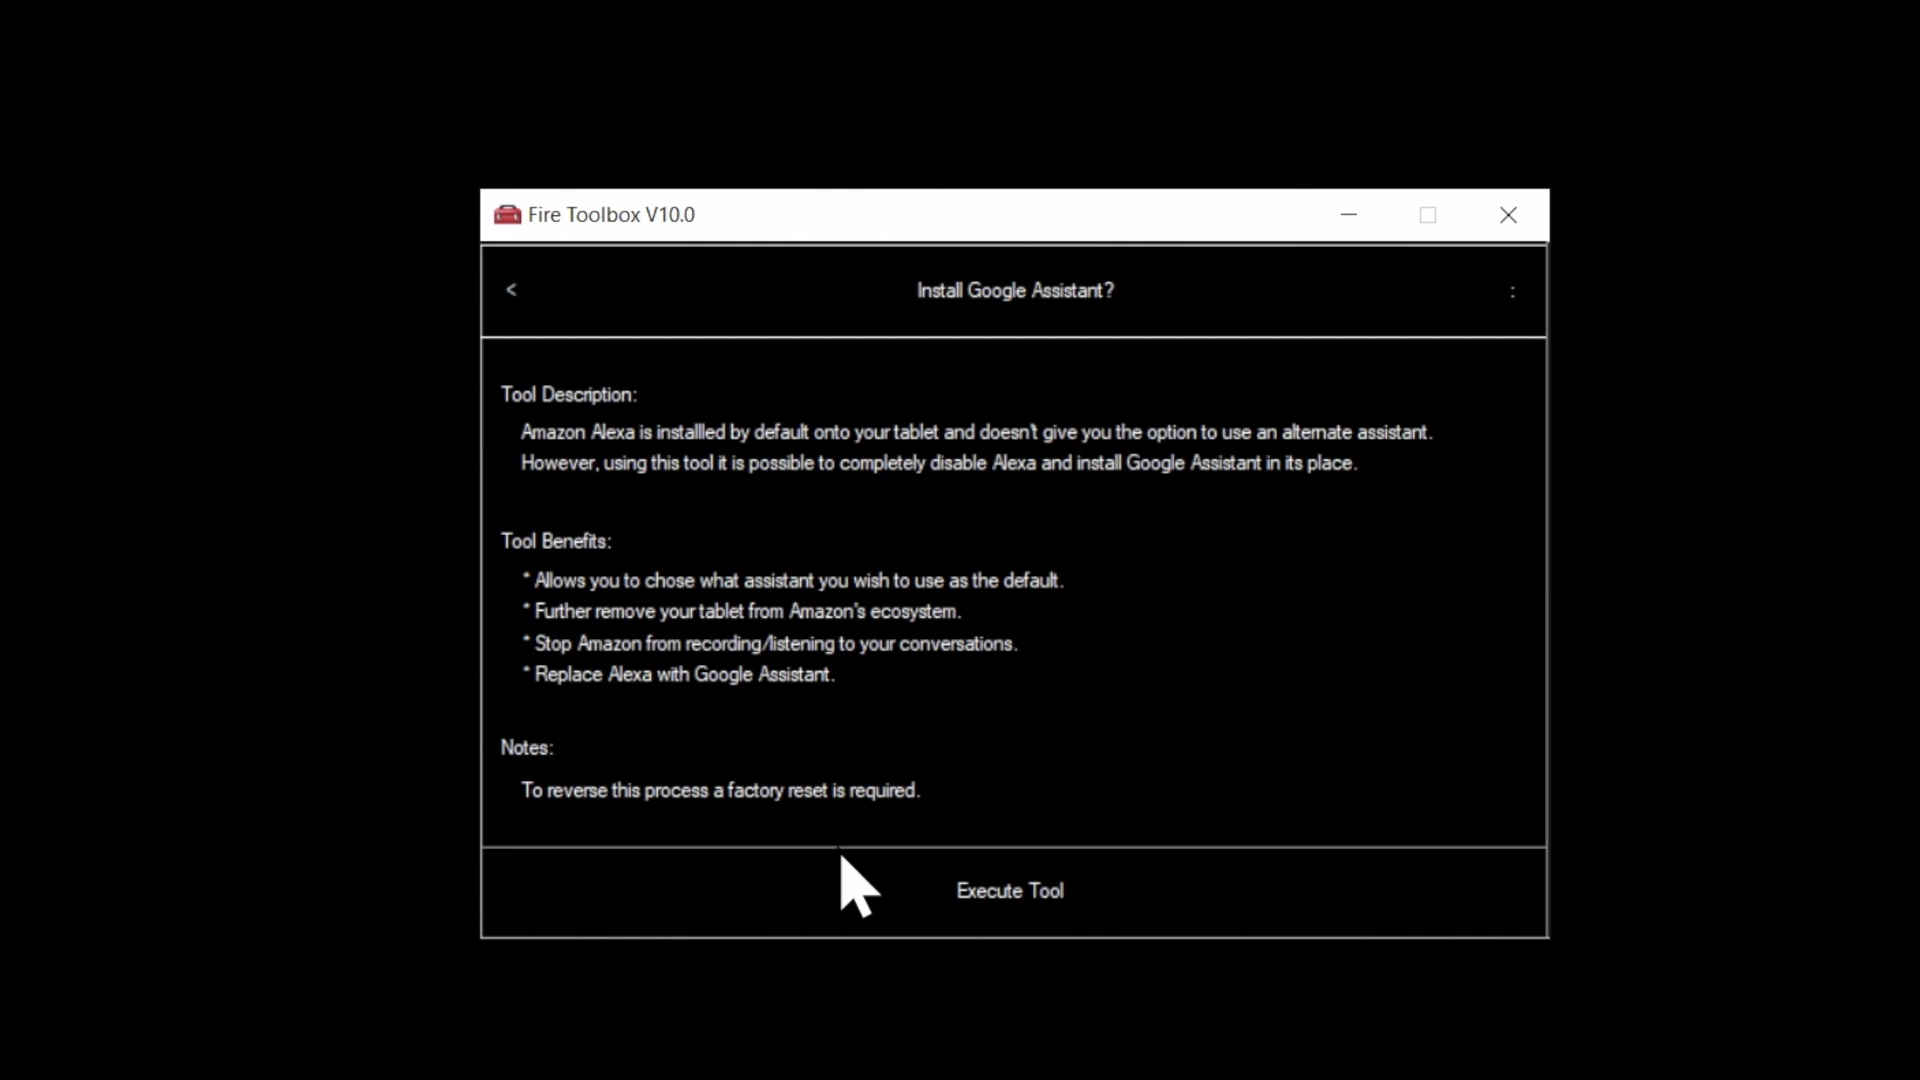 Fire Toolbox V10.0
< Install Google Assistant? :
Tool Description:
Amazon Alexa is installled by default onto your tablet and doesn't give you the option to use an alternate assistant.
However, using this tool it is possible to completely disable Alexa and install Google Assistant in its place.
Tool Benefits:
* Allows you to chose what assistant you wish to use as the default.
* Further remove your tablet from Amazon's ecosystem.
* Stop Amazon from recording/listening to your conversations.
* Replace Alexa with Google Assistant.
Notes:
To reverse this process a factory reset is required.
Execute Tool